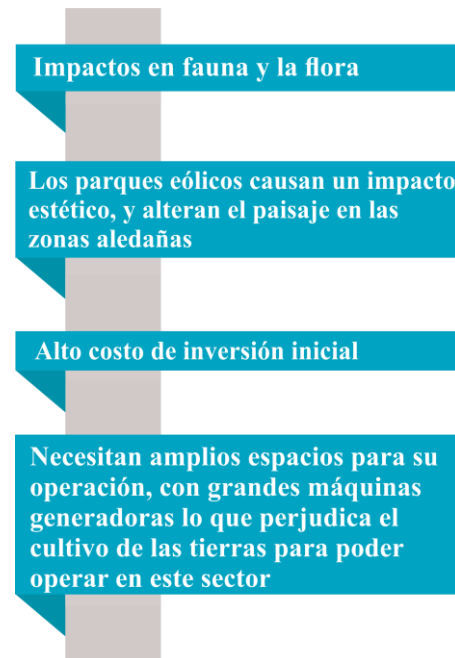 Impactos en fauna y la flora
Los parques eólicos causan un impacto
estético, y alteran el paisaje en las
zonas aledañas
Alto costo de inversión inicial
Necesitan amplios espacios para su
operación, con grandes máquinas
generadoras lo que perjudica el
cultivo de las tierras para poder
operar en este sector